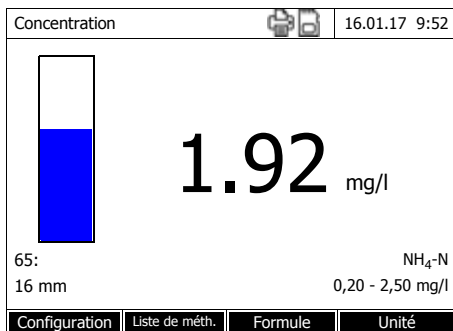 Concentration 16.01.17 9:52
1.92 mg/l
65: NH₄-N
16 mm 0,20 - 2,50 mg/l
Configuration Liste de méth. Formule Unité